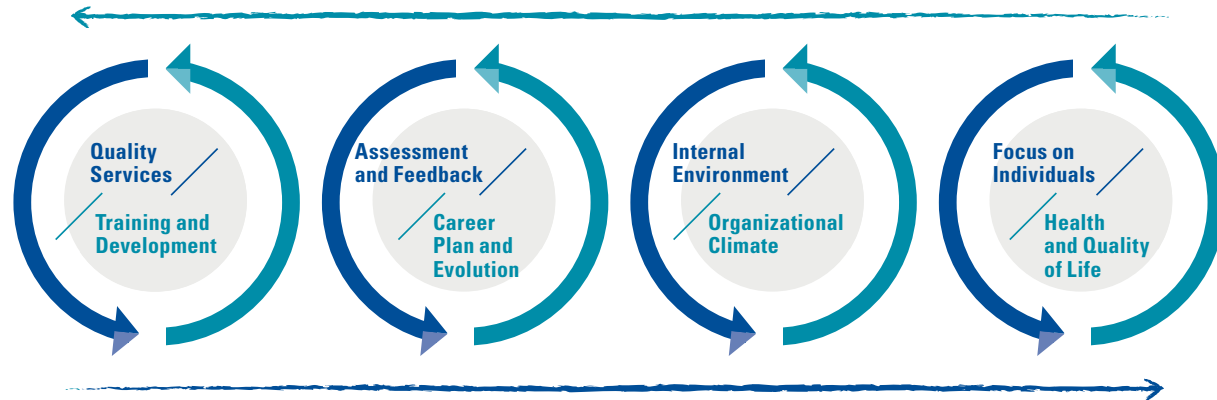 Quality
Services
Training and
Development
Assessment
and Feedback
Career
Plan and
Evolution
Internal
Environment
Organizational
Climate
Focus on
Individuals
Health
and Quality
of Life